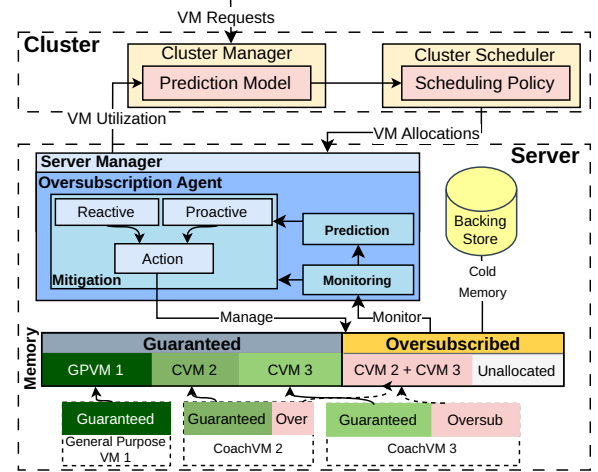 VM Requests
Cluster
Cluster Manager
Prediction Model
Cluster Scheduler
Scheduling Policy
VM Utilization
VM Allocations
Server
Server Manager
Oversubscription Agent
Reactive
Proactive
Action
Mitigation
Prediction
Monitoring
Backing
Store
Cold
Memory
Manage
Monitor
Memory
Guaranteed
Oversubscribed
GPVM 1
CVM 2
CVM 3
CVM 2 + CVM 3
Unallocated
Guaranteed
General Purpose
VM 1
Guaranteed
Over
CoachVM 2
Guaranteed
Oversub
CoachVM 3